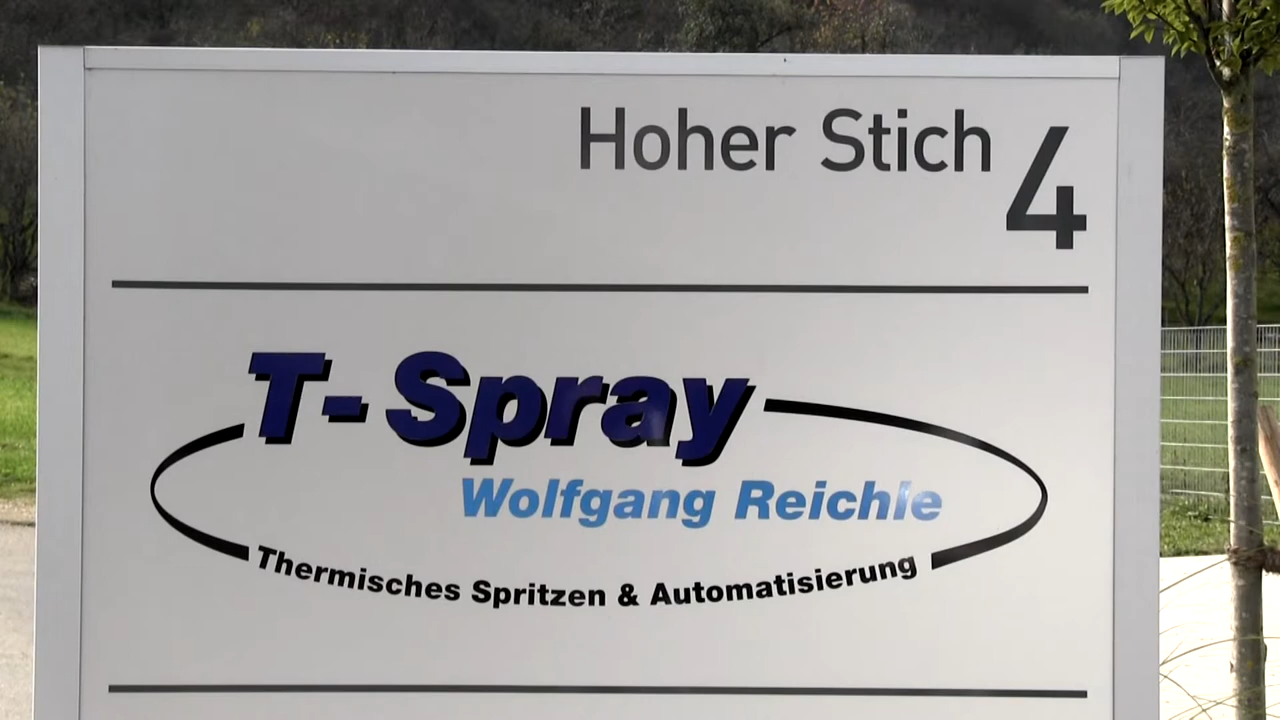 Hoher Stich 4
T-Spray
Wolfgang Reichle
Thermisches Spritzen & Automatisierung